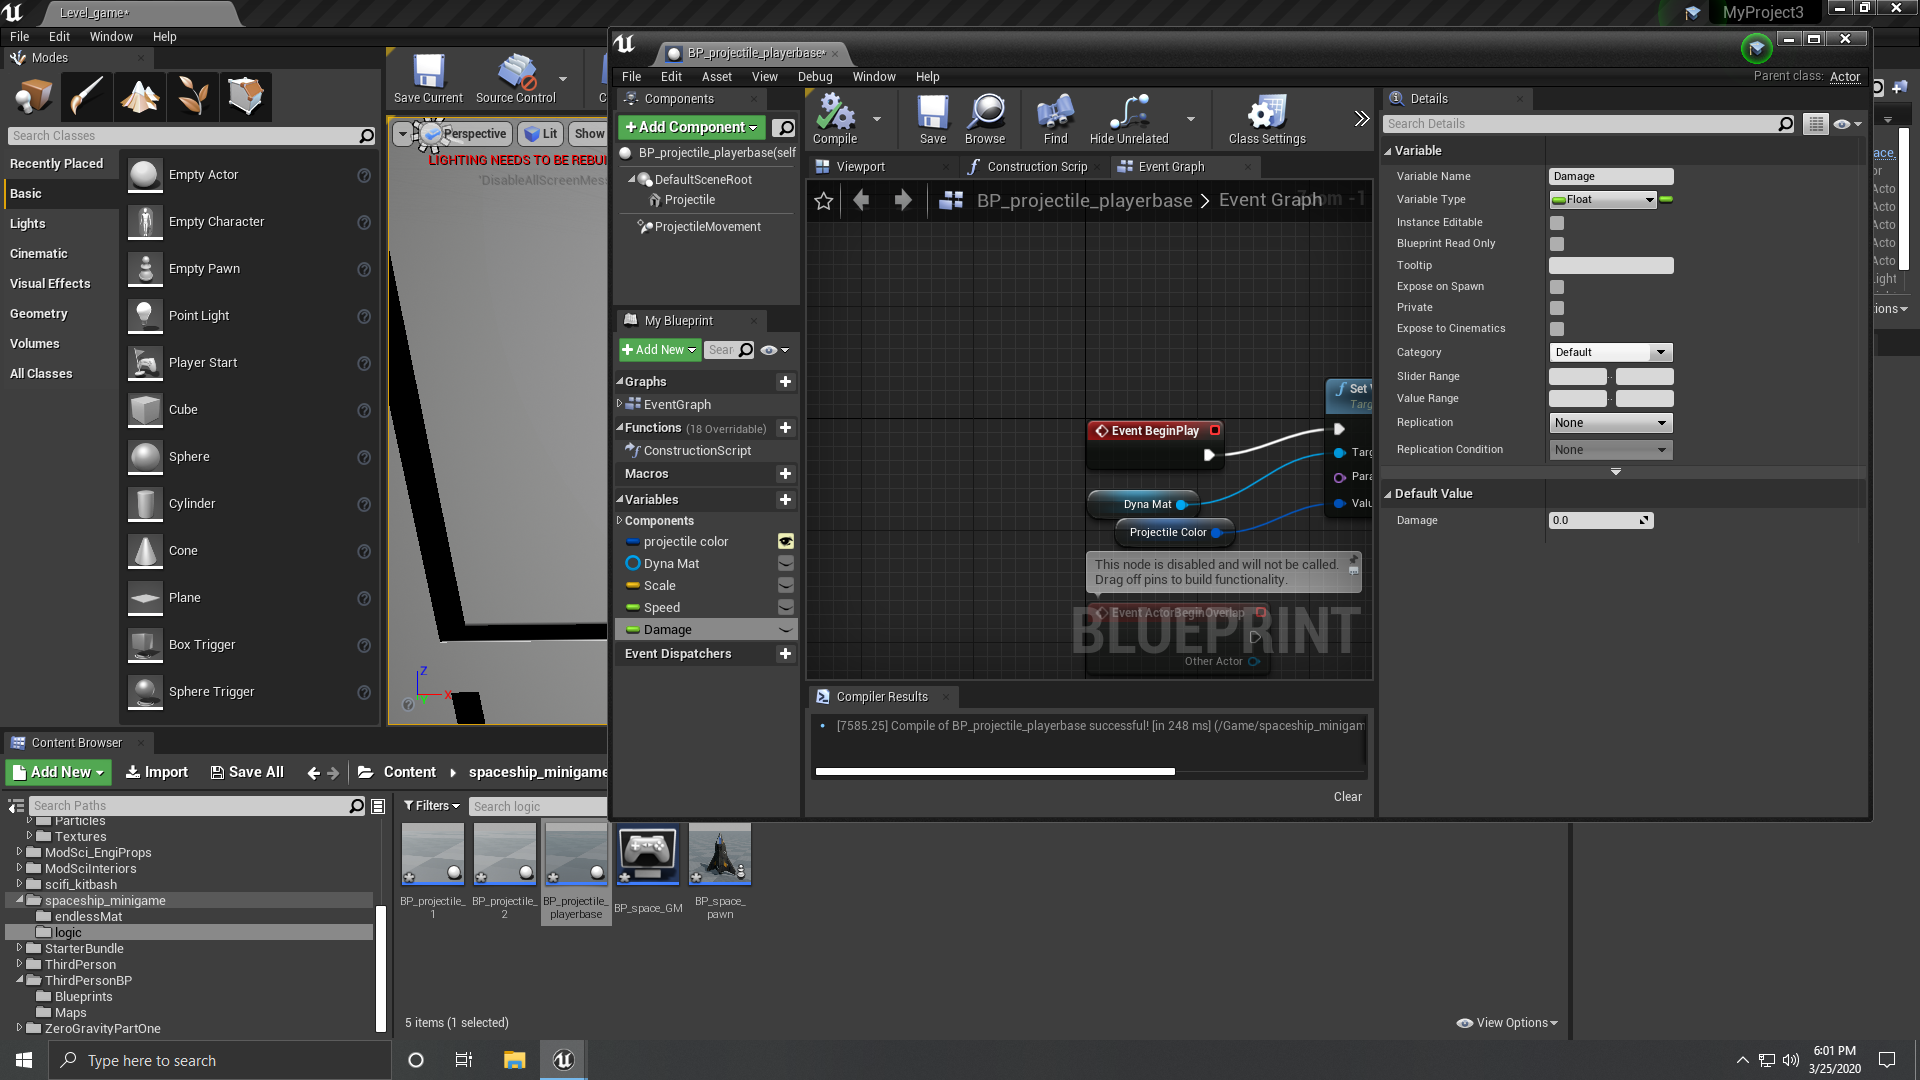 Level_game*
MyProject3
File Edit Window Help
Modes
Search Classes
Recently Placed
Basic
Lights
Cinematic
Visual Effects
Geometry
Volumes
All Classes
Empty Actor
Empty Character
Empty Pawn
Point Light
Player Start
Cube
Sphere
Cylinder
Cone
Plane
Box Trigger
Sphere Trigger
Save Current
Source Control
Perspective
Lit
Show
LIGHTING NEEDS TO BE REBUI
'DisableAllScreenMess
Z
X
Y
BP_projectile_playerbase*
File Edit Asset View Debug Window Help
Parent class: Actor
Components
+Add Component
BP_projectile_playerbase(self
DefaultSceneRoot
Projectile
ProjectileMovement
My Blueprint
+Add New
Sear
Graphs
EventGraph
Functions (18 Overridable)
ConstructionScript
Macros
Variables
Components
projectile color
Dyna Mat
Scale
Speed
Damage
Event Dispatchers
Compile
Save
Browse
Find
Hide Unrelated
Class Settings
Viewport
Construction Scrip
Event Graph
BP_projectile_playerbase > Event Graph
Zoom -1
Event BeginPlay
Dyna Mat
Projectile Color
Set
Targ
Targ
Para
Valu
This node is disabled and will not be called.
Drag off pins to build functionality.
Event ActorBeginOverlap
Other Actor
BLUEPRINT
Compiler Results
[7585.25] Compile of BP_projectile_playerbase successful! [in 248 ms] (/Game/spaceship_minigam
Clear
Details
Search Details
Variable
Variable Name Damage
Variable Type Float
Instance Editable
Blueprint Read Only
Tooltip
Expose on Spawn
Private
Expose to Cinematics
Category Default
Slider Range
Value Range
Replication None
Replication Condition None
Default Value
Damage 0.0
Content Browser
Add New
Import
Save All
Content
spaceship_minigame
Search Paths
Particles
Textures
ModSci_EngiProps
ModSciInteriors
scifi_kitbash
spaceship_minigame
endlessMat
logic
StarterBundle
ThirdPerson
ThirdPersonBP
Blueprints
Maps
ZeroGravityPartOne
Filters
Search logic
BP_projectile_
1
BP_projectile_
2
BP_projectile_
playerbase
BP_space_GM
BP_space_
pawn
5 items (1 selected)
View Options
Type here to search
6:01 PM
3/25/2020